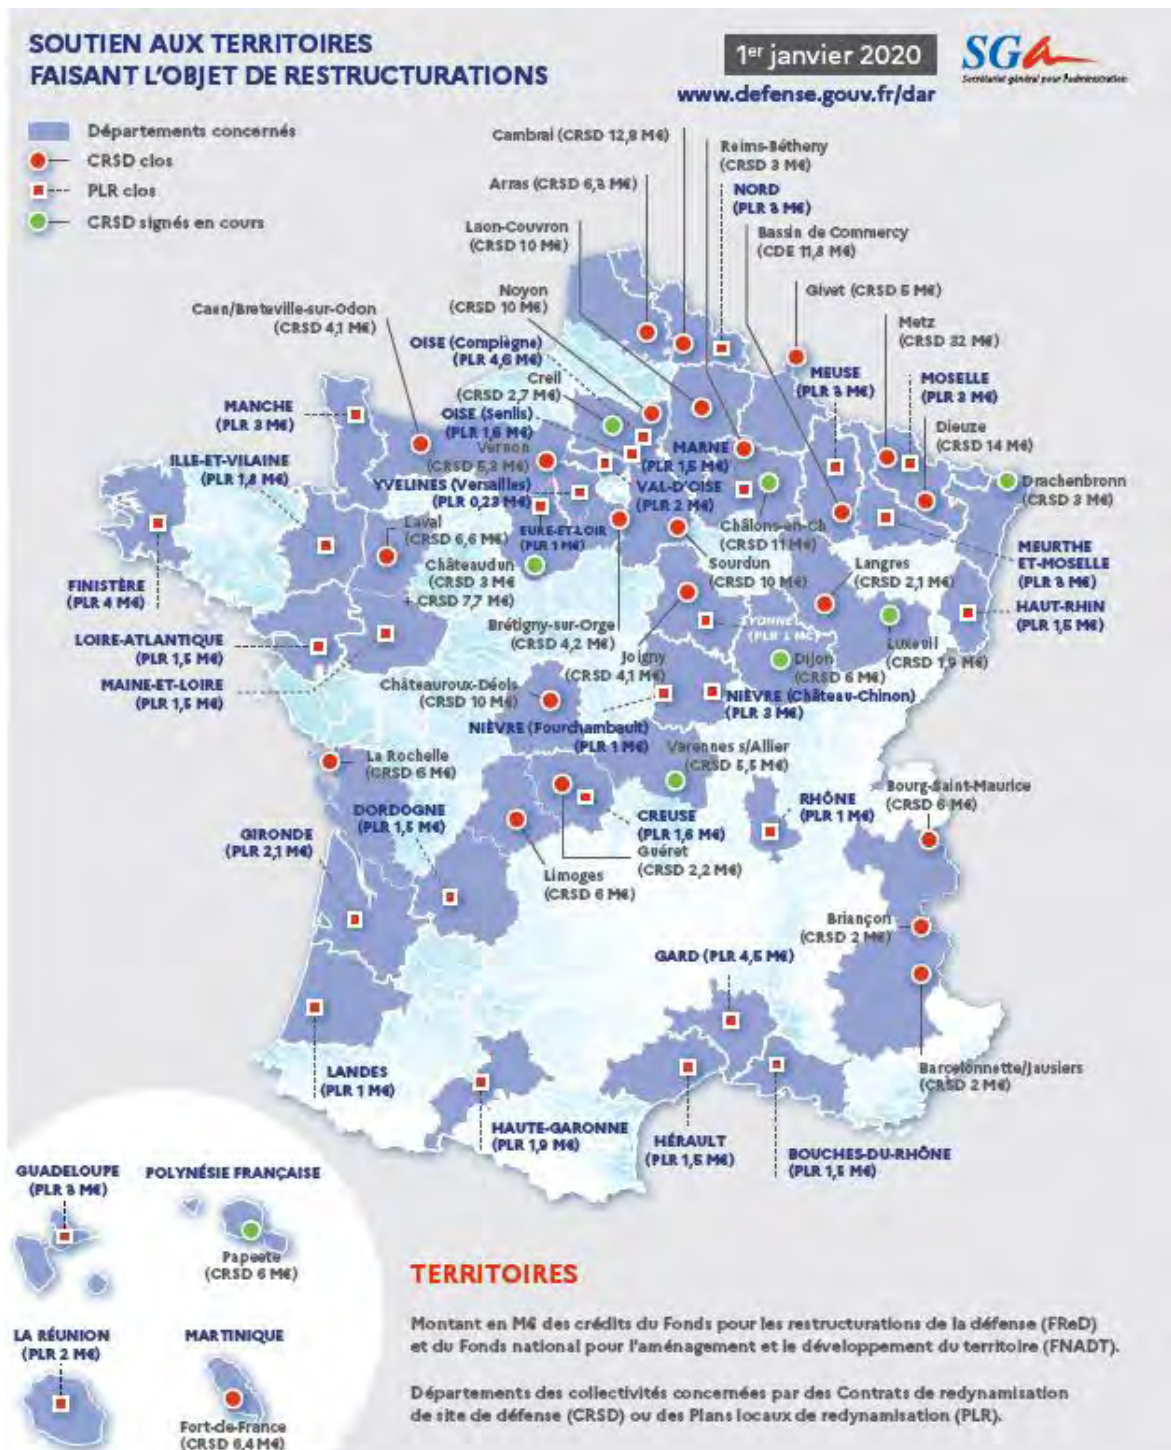 SOUTIEN AUX TERRITOIRES
FAISANT L'OBJET DE RESTRUCTURATIONS
1er janvier 2020
www.defense.gouv.fr/dar
SGa
Secrétariat général pour l'administration
Départements concernés
CRSD clos
PLR clos
CRSD signés en cours
Cambrai (CRSD 12,8 M€)
Reims-Bétheny
(CRSD 3 M€)
Arras (CRSD 6,3 M€)
NORD
(PLR 3 M€)
Laon-Couvron
(CRSD 10 M€)
Bassin de Commercy
(CDE 11,8 M€)
Noyon
(CRSD 10 M€)
Givet (CRSD 5 M€)
Caen/Breteville-sur-Odon
(CRSD 4,1 M€)
Metz
(CRSD 32 M€)
OISE (Compiègne)
(PLR 4,6 M€)
MEUSE
(PLR 3 M€)
MOSELLE
(PLR 3 M€)
Creil
(CRSD 2,7 M€)
MANCHE
(PLR 3 M€)
OISE (Senlis)
(PLR 1,6 M€)
Dieuze
(CRSD 14 M€)
Vernon
(CRSD 5,3 M€)
MARNE
(PLR 1,5 M€)
ILLE-ET-VILAINE
(PLR 1,8 M€)
YVELINES (Versailles)
(PLR 0,23 M€)
VAL-D'OISE
(PLR 2 M€)
Drachenbronn
(CRSD 3 M€)
Laval
(CRSD 6,6 M€)
EURE-ET-LOIR
(PLR 1 M€)
Châlons-en-Ch
(CRSD 11 M€)
MEURTHE
ET-MOSELLE
(PLR 3 M€)
Châteaudun
(CRSD 3 M€
+ CRSD 7,7 M€)
Sourdun
(CRSD 10 M€)
Langres
(CRSD 2,1 M€)
FINISTÈRE
(PLR 4 M€)
HAUT-RHIN
(PLR 1,5 M€)
Brétigny-sur-Orge
(CRSD 4,2 M€)
YONNE
(PLR 1 M€)
LOIRE-ATLANTIQUE
(PLR 1,5 M€)
Luxeuil
(CRSD 1,9 M€)
Joigny
(CRSD 4,1 M€)
Dijon
(CRSD 6 M€)
MAINE-ET-LOIRE
(PLR 1,5 M€)
Châteauroux-Déols
(CRSD 10 M€)
NIÈVRE (Château-Chinon)
(PLR 3 M€)
NIÈVRE (Fourchambault)
(PLR 1 M€)
La Rochelle
(CRSD 6 M€)
Varennes s/Allier
(CRSD 5,5 M€)
Bourg-Saint-Maurice
(CRSD 6 M€)
DORDOGNE
(PLR 1,5 M€)
RHÔNE
(PLR 1 M€)
CREUSE
(PLR 1,6 M€)
GIRONDE
(PLR 2,1 M€)
Guéret
(CRSD 2,2 M€)
Limoges
(CRSD 6 M€)
Briançon
(CRSD 2 M€)
GARD (PLR 4,5 M€)
LANDES
(PLR 1 M€)
Barcelonnette/Jausiers
(CRSD 2 M€)
HAUTE-GARONNE
(PLR 1,9 M€)
HÉRAULT
(PLR 1,5 M€)
BOUCHES-DU-RHÔNE
(PLR 1,5 M€)
GUADELOUPE
(PLR 3 M€)
POLYNÉSIE FRANÇAISE
Papeete
(CRSD 6 M€)
LA RÉUNION
(PLR 2 M€)
MARTINIQUE
Fort-de-France
(CRSD 6,4 M€)
TERRITOIRES
Montant en M€ des crédits du Fonds pour les restructurations de la défense (FReD)
et du Fonds national pour l'aménagement et le développement du territoire (FNADT).
Départements des collectivités concernées par des Contrats de redynamisation
de site de défense (CRSD) ou des Plans locaux de redynamisation (PLR).